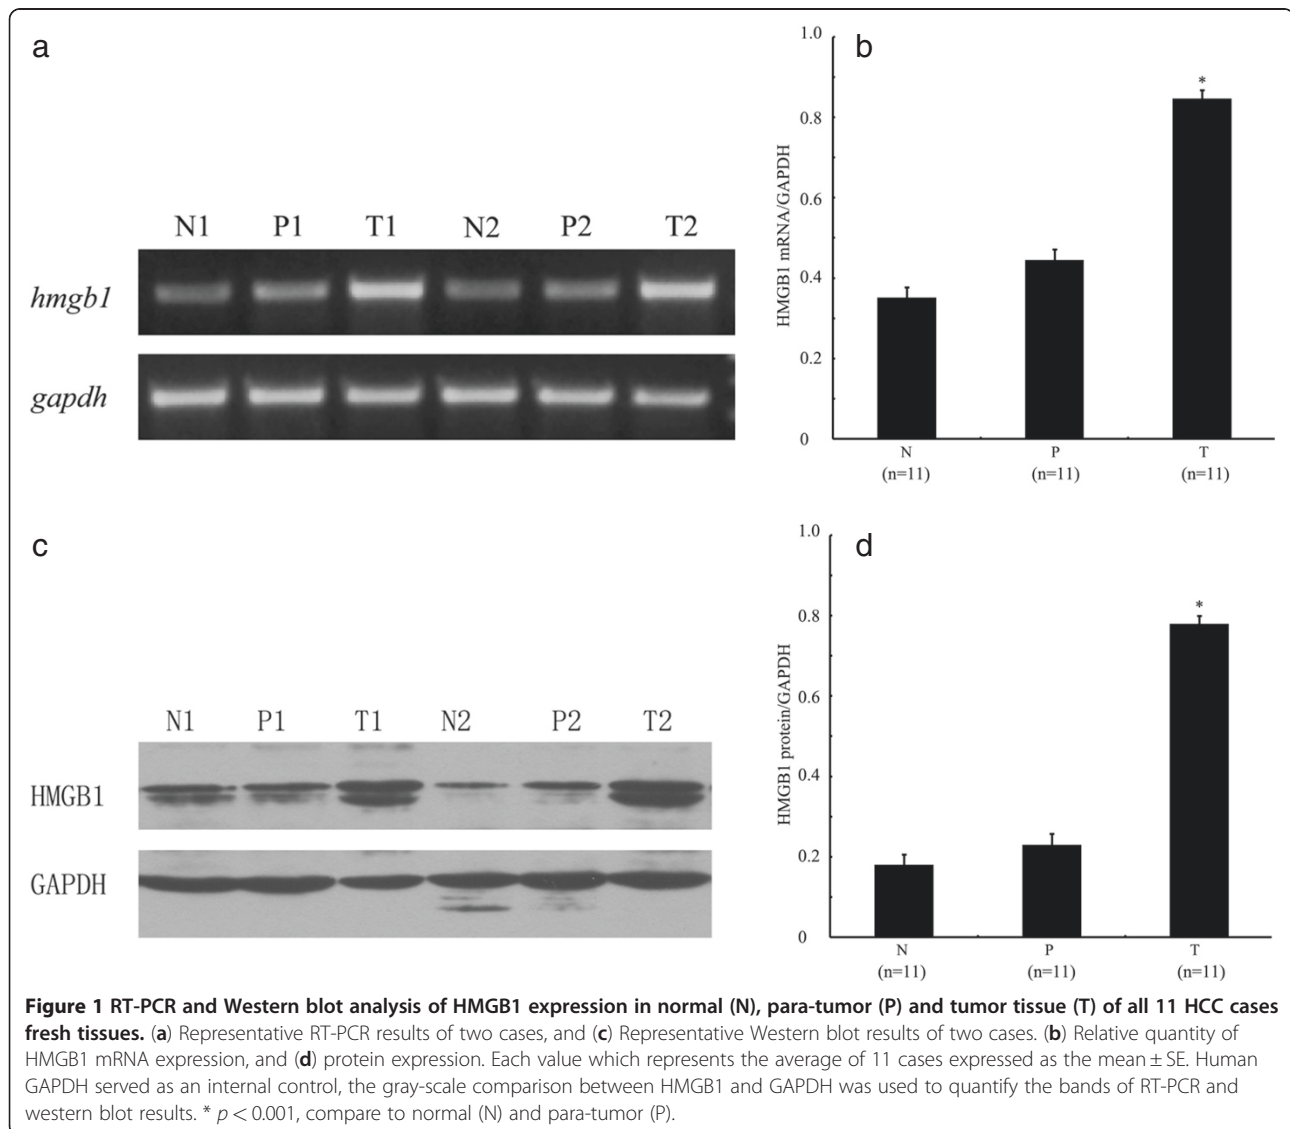 a
N1 P1 T1 N2 P2 T2
hmgb1
gapdh
b
1.0
0.8
0.6
0.4
0.2
0
HMGB1 mRNA/GAPDH
*
N P T
(n=11) (n=11) (n=11)
c
N1 P1 T1 N2 P2 T2
HMGB1
GAPDH
d
1.0
0.8
0.6
0.4
0.2
0
HMGB1 protein/GAPDH
*
N P T
(n=11) (n=11) (n=11)
Figure 1 RT-PCR and Western blot analysis of HMGB1 expression in normal (N), para-tumor (P) and tumor tissue (T) of all 11 HCC cases
fresh tissues. (a) Representative RT-PCR results of two cases, and (c) Representative Western blot results of two cases. (b) Relative quantity of
HMGB1 mRNA expression, and (d) protein expression. Each value which represents the average of 11 cases expressed as the mean ± SE. Human
GAPDH served as an internal control, the gray-scale comparison between HMGB1 and GAPDH was used to quantify the bands of RT-PCR and
western blot results. * p < 0.001, compare to normal (N) and para-tumor (P).